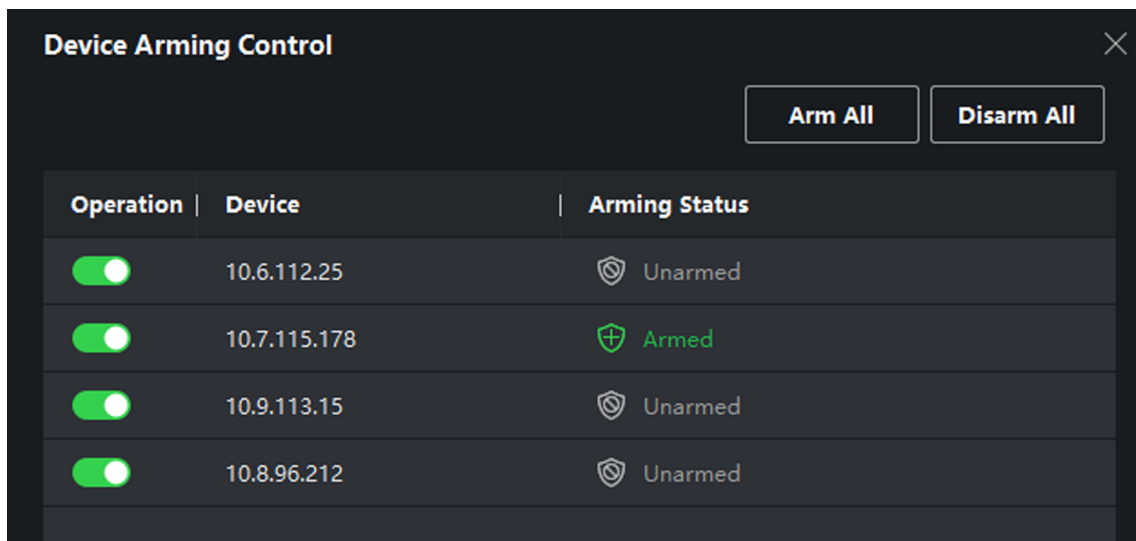 Device Arming Control
Arm All Disarm All
Operation Device Arming Status
10.6.112.25 Unarmed
10.7.115.178 Armed
10.9.113.15 Unarmed
10.8.96.212 Unarmed